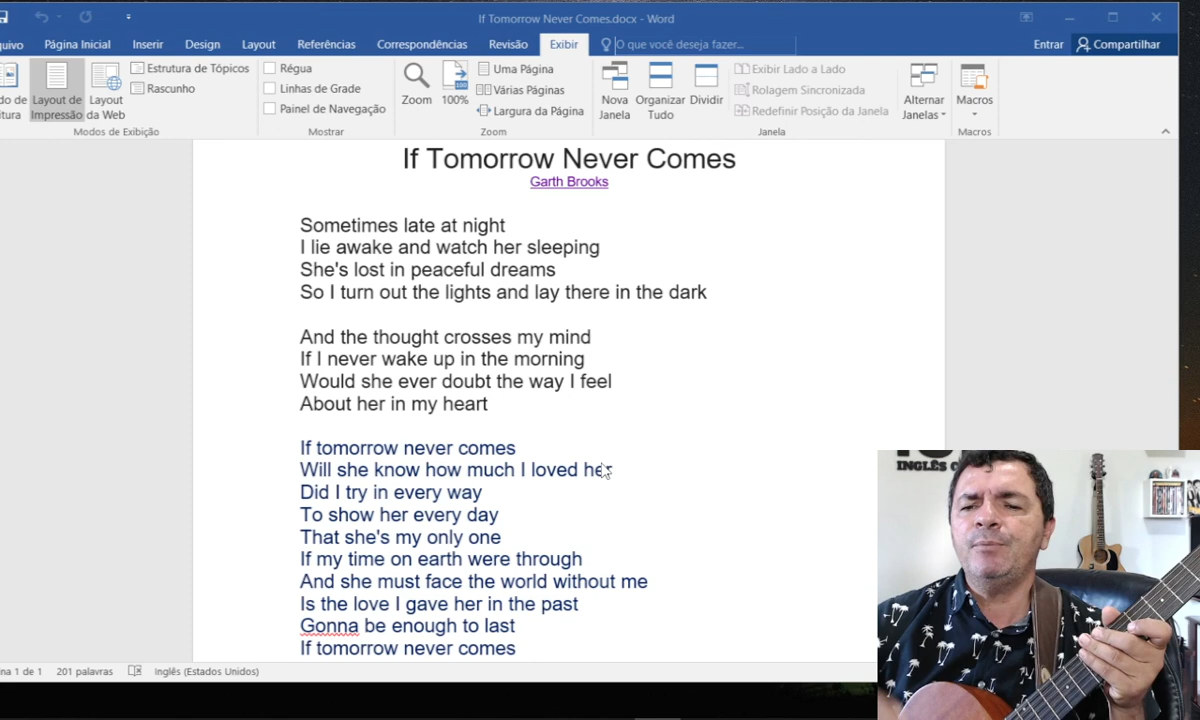 If Tomorrow Never Comes.docx - Word
quivo Página Inicial Inserir Design Layout Referências Correspondências Revisão Exibir O que você deseja fazer... Entrar Compartilhar
Layout de Impressão
Layout da Web
Estrutura de Tópicos
Rascunho
Modos de Exibição
Régua
Linhas de Grade
Painel de Navegação
Mostrar
Zoom
100%
Uma Página
Várias Páginas
Largura da Página
Zoom
Nova Janela
Organizar Tudo
Dividir
Exibir Lado a Lado
Rolagem Sincronizada
Redefinir Posição da Janela
Janela
Alternar Janelas
Macros
Macros
If Tomorrow Never Comes
Garth Brooks
Sometimes late at night
I lie awake and watch her sleeping
She's lost in peaceful dreams
So I turn out the lights and lay there in the dark
And the thought crosses my mind
If I never wake up in the morning
Would she ever doubt the way I feel
About her in my heart
If tomorrow never comes
Will she know how much I loved her
Did I try in every way
To show her every day
That she's my only one
If my time on earth were through
And she must face the world without me
Is the love I gave her in the past
Gonna be enough to last
If tomorrow never comes
INGLÊS
na 1 de 1 201 palavras Inglês (Estados Unidos)